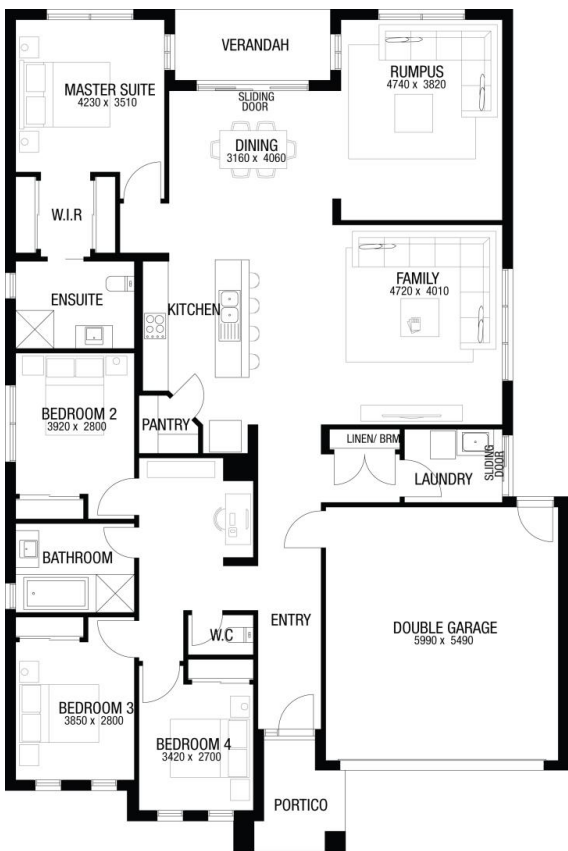 VERANDAH
MASTER SUITE
4230 x 3510
RUMPUS
4740 x 3820
SLIDING
DOOR
DINING
3160 x 4060
W.I.R
ENSUITE
KITCHEN
FAMILY
4720 x 4010
BEDROOM 2
3920 x 2800
PANTRY
LINEN/ BRM
LAUNDRY
SLIDING
DOOR
BATHROOM
W.C
ENTRY
DOUBLE GARAGE
5990 x 5490
BEDROOM 3
3850 x 2800
BEDROOM 4
3420 x 2700
PORTICO